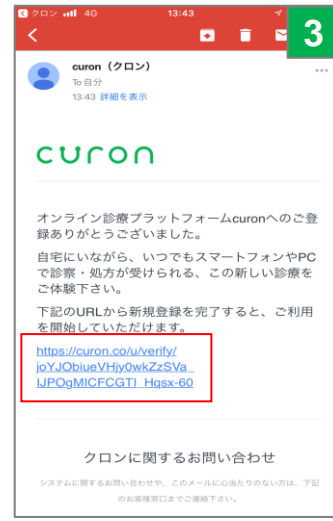 クロン 4G 13:43
3
curon（クロン）
To 自分
13:43 詳細を表示
curon
オンライン診療プラットフォームcuronへのご登
録ありがとうございました。
自宅にいながら、いつでもスマートフォンやPC
で診察・処方が受けられる、この新しい診療を
ご体験下さい。
下記のURLから新規登録を完了すると、ご利用
を開始していただけます。
https://curon.co/u/verify/
joYJObiueVHjy0wkZzSVa_
IJPOgMICFCGTI_Hqsx-60
クロンに関するお問い合わせ
システムに関するお問い合わせや、このメールに心当たりのない方は、下記
のお客様窓口までご連絡下さい。